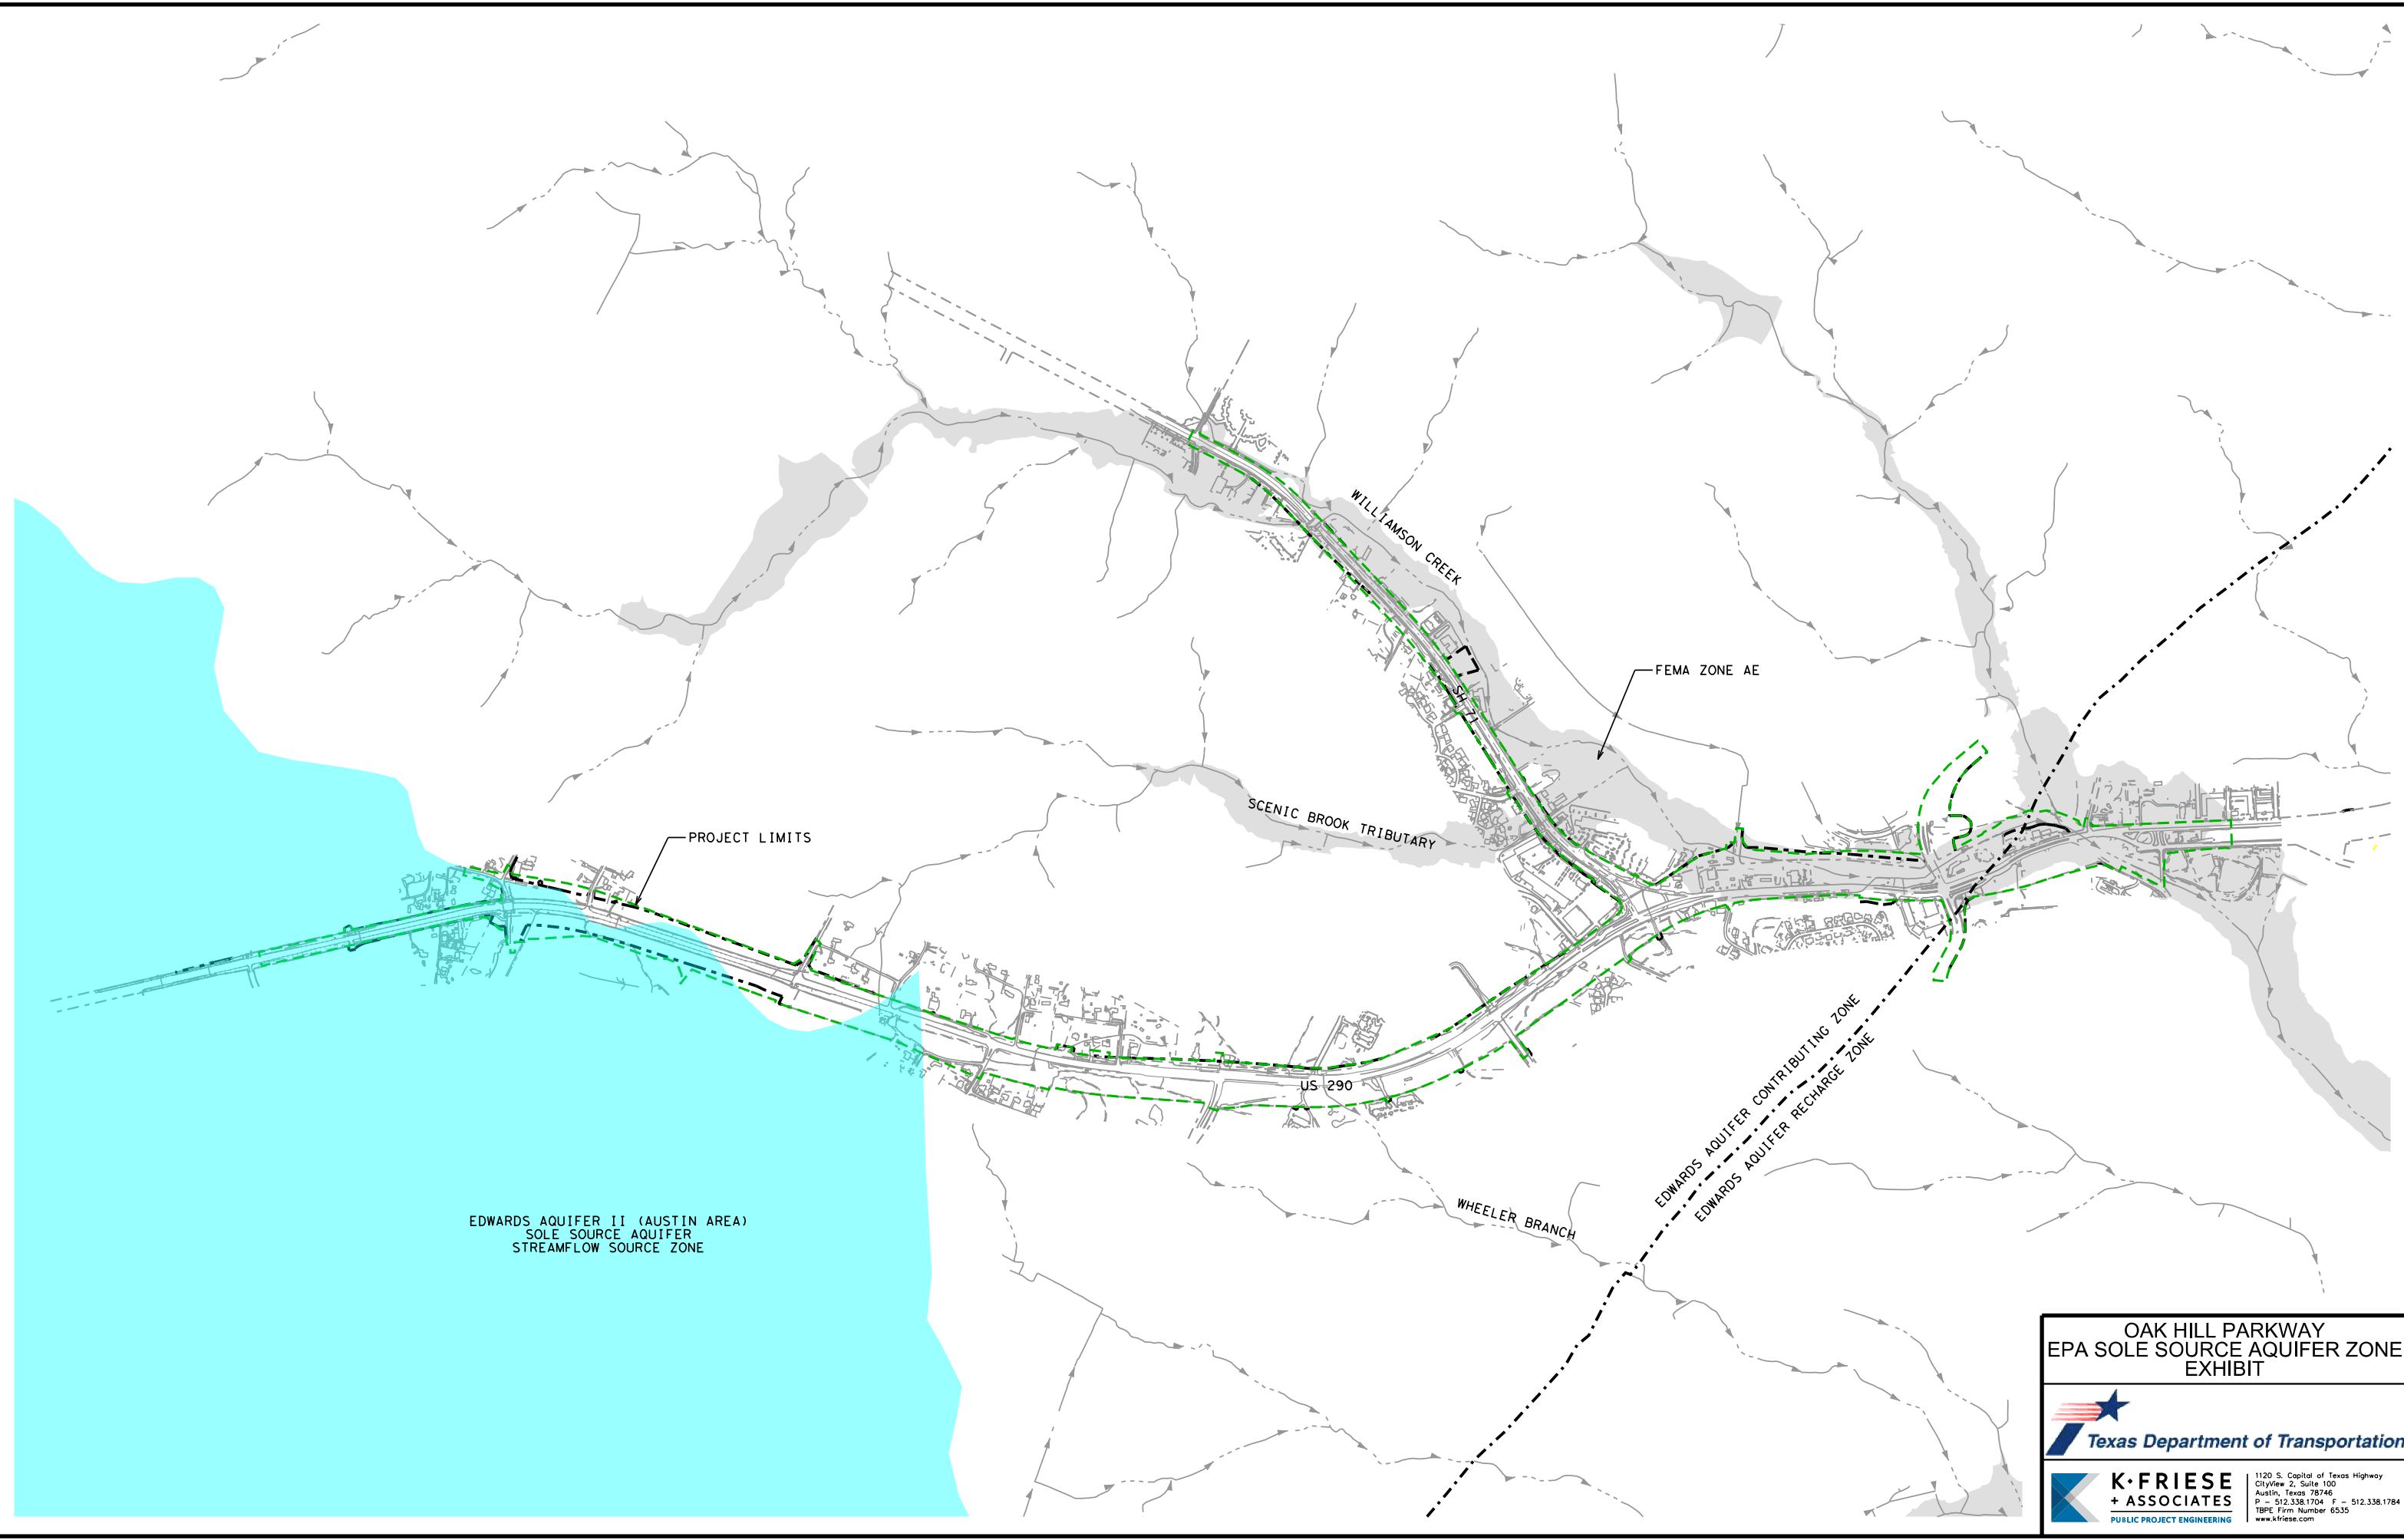 WILLIAMSON CREEK
FEMA ZONE AE
SH 71
SCENIC BROOK TRIBUTARY
PROJECT LIMITS
US 290
EDWARDS AQUIFER CONTRIBUTING ZONE
EDWARDS AQUIFER RECHARGE ZONE
WHEELER BRANCH
EDWARDS AQUIFER II (AUSTIN AREA)
SOLE SOURCE AQUIFER
STREAMFLOW SOURCE ZONE
OAK HILL PARKWAY
EPA SOLE SOURCE AQUIFER ZONE
EXHIBIT
Texas Department of Transportation
K·FRIESE
+ ASSOCIATES
PUBLIC PROJECT ENGINEERING
1120 S. Capital of Texas Highway
CityView 2, Suite 100
Austin, Texas 78746
P - 512.338.1704 F - 512.338.1784
TBPE Firm Number 6535
www.kfriese.com